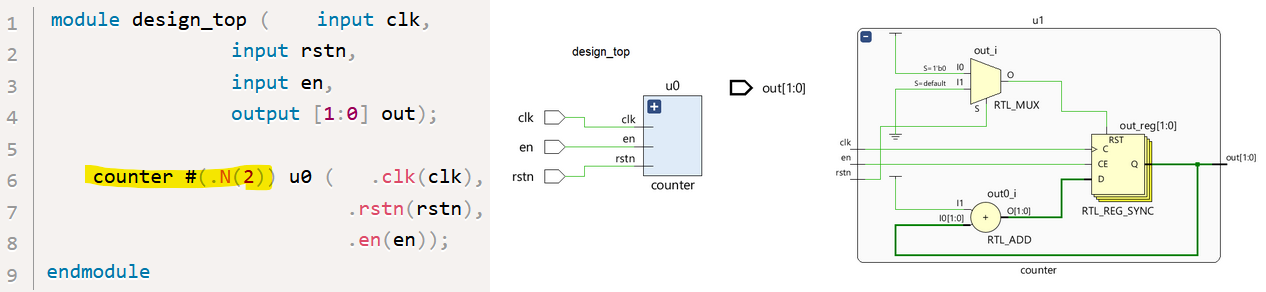 1 module design_top (    input clk,
2 input rstn,
3 input en,
4 output [1:0] out);
5
6 counter #(.N(2)) u0 (    .clk(clk),
7 .rstn(rstn),
8 .en(en));
9 endmodule
design_top
u0
clk
en
rstn
clk
en
rstn
counter
out[1:0]
u1
out_i
S=1'b0 I0
S=default I1
O
S
RTL_MUX
out_reg[1:0]
RST
C
CE
Q
D
RTL_REG_SYNC
clk
en
rstn
out[1:0]
out0_i
I1
I0[1:0]
+
O[1:0]
RTL_ADD
counter